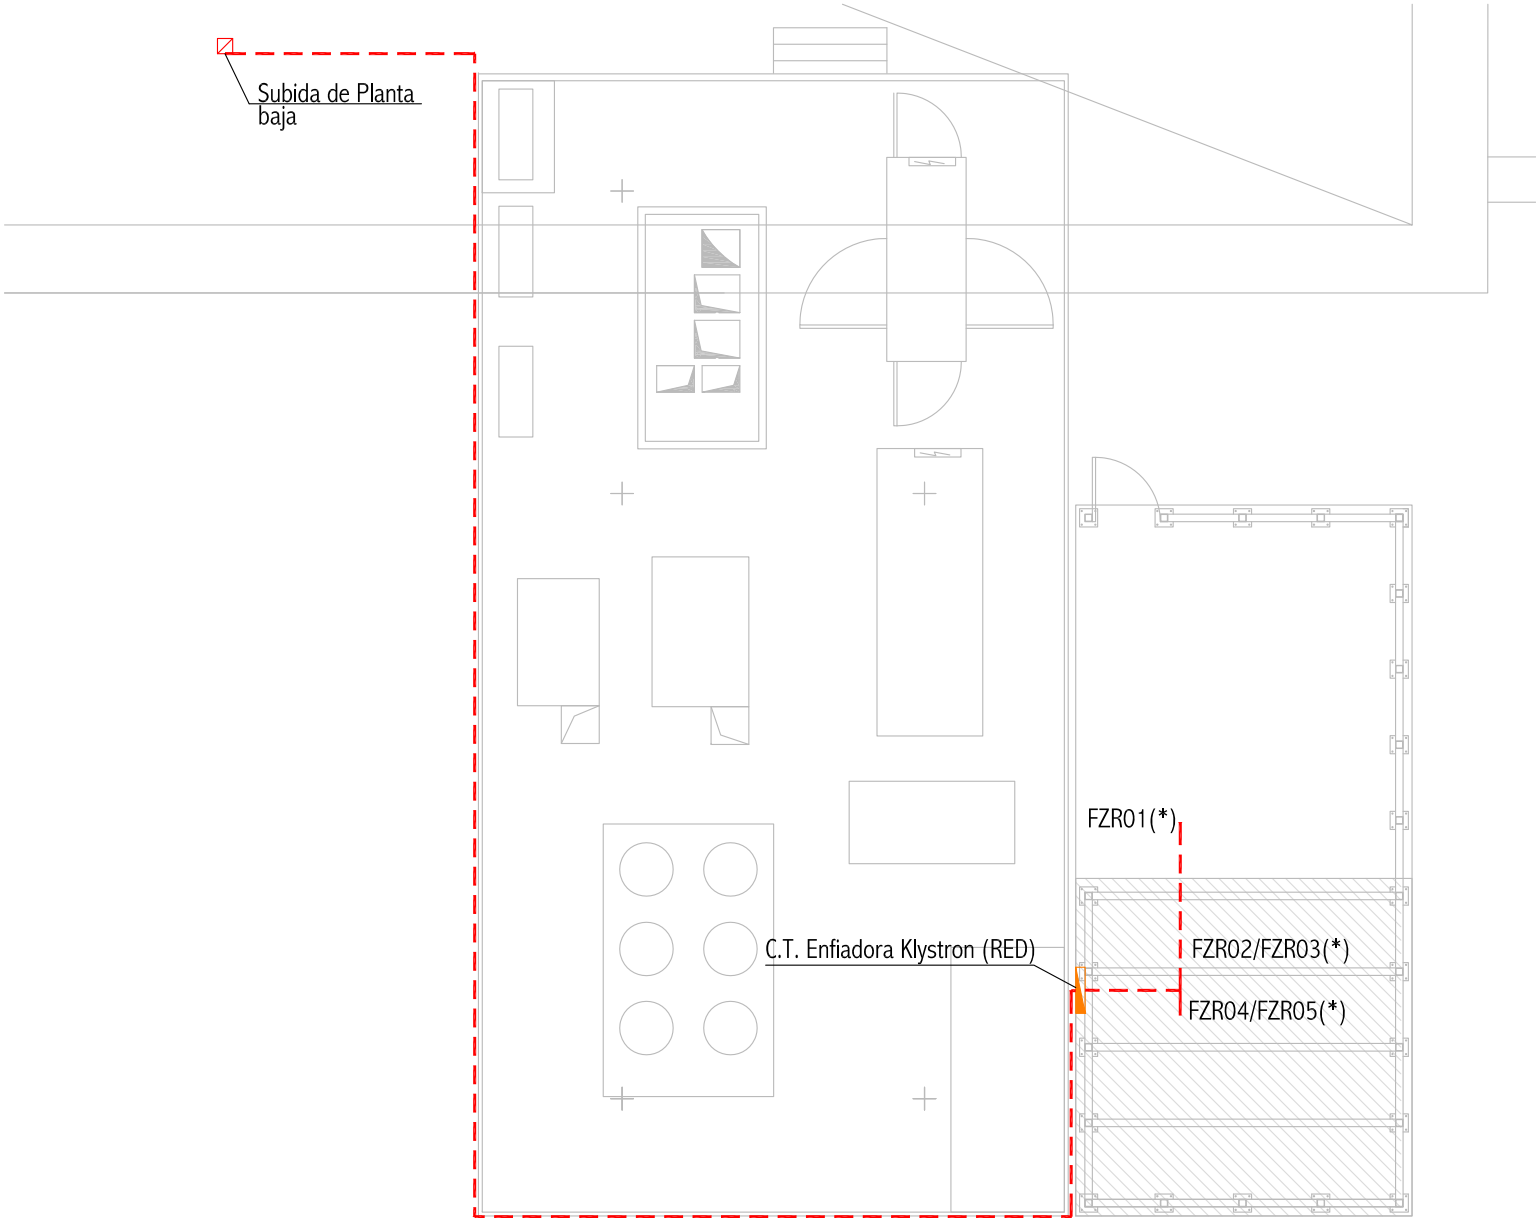 Subida de Planta
baja
FZR01(*)
C.T. Enfiadora Klystron (RED)
FZR02/FZR03(*)
FZR04/FZR05(*)